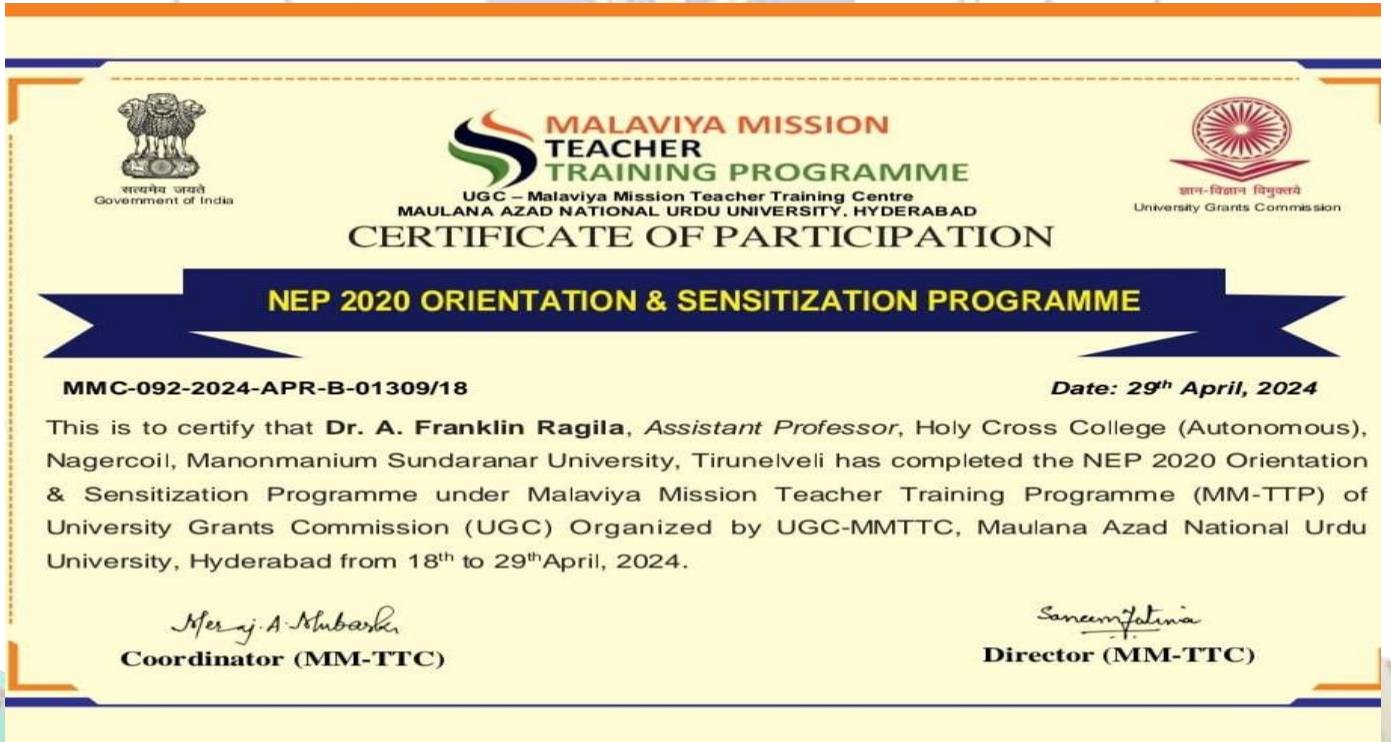 सत्यमेव जयते
Government of India
MALAVIYA MISSION
TEACHER
TRAINING PROGRAMME
UGC – Malaviya Mission Teacher Training Centre
MAULANA AZAD NATIONAL URDU UNIVERSITY. HYDERABAD
ज्ञान-विज्ञान विमुक्तये
University Grants Commission
CERTIFICATE OF PARTICIPATION
NEP 2020 ORIENTATION & SENSITIZATION PROGRAMME
MMC-092-2024-APR-B-01309/18
Date: 29th April, 2024
This is to certify that Dr. A. Franklin Ragila, Assistant Professor, Holy Cross College (Autonomous),
Nagercoil, Manonmanium Sundaranar University, Tirunelveli has completed the NEP 2020 Orientation
& Sensitization Programme under Malaviya Mission Teacher Training Programme (MM-TTP) of
University Grants Commission (UGC) Organized by UGC-MMTTC, Maulana Azad National Urdu
University, Hyderabad from 18th to 29thApril, 2024.
Coordinator (MM-TTC)
Director (MM-TTC)